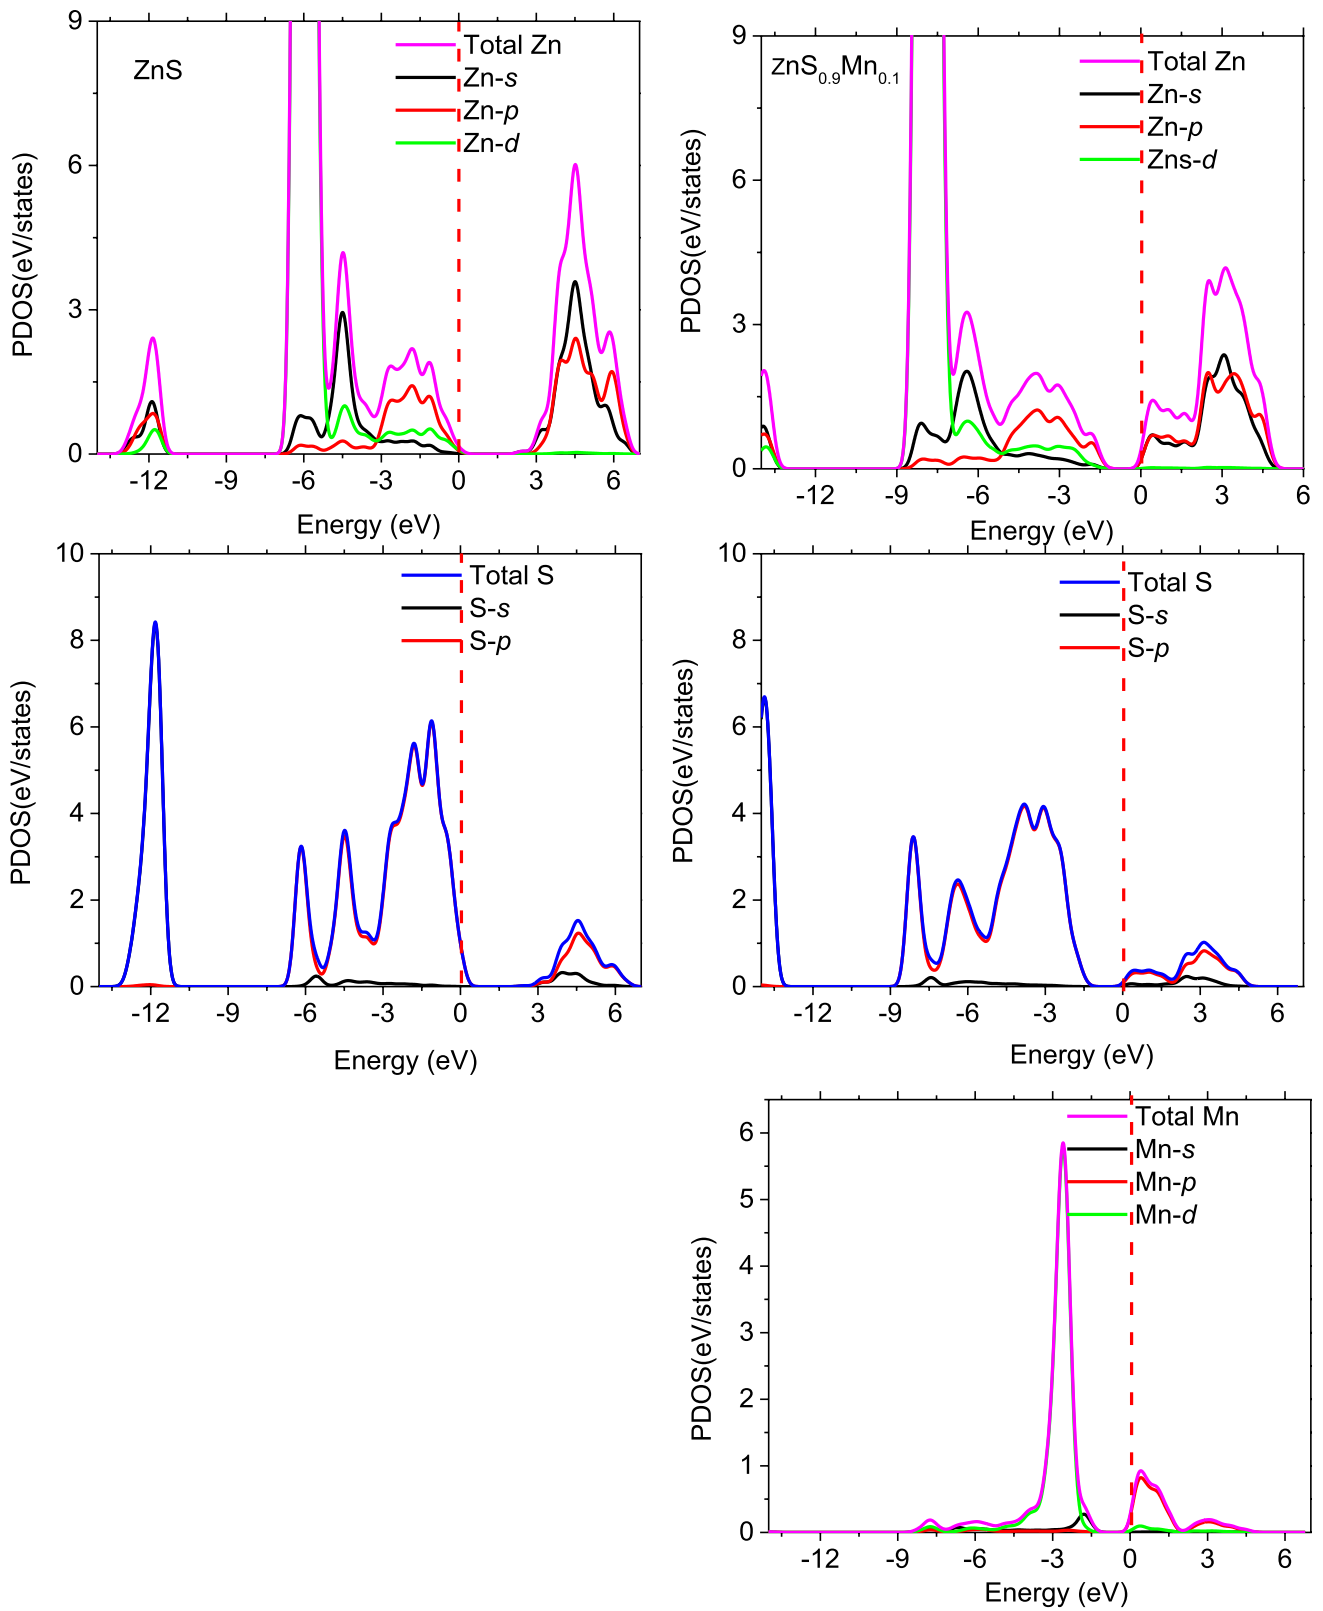 ZnS
Total Zn
Zn-s
Zn-p
Zn-d
9
6
3
0
PDOS(eV/states)
-12 -9 -6 -3 0 3 6
Energy (eV)
ZnS0.9Mn0.1
Total Zn
Zn-s
Zn-p
Zns-d
9
6
3
0
PDOS(eV/states)
-12 -9 -6 -3 0 3 6
Energy (eV)
Total S
S-s
S-p
10
8
6
4
2
0
PDOS(eV/states)
-12 -9 -6 -3 0 3 6
Energy (eV)
Total S
S-s
S-p
10
8
6
4
2
0
PDOS(eV/states)
-12 -9 -6 -3 0 3 6
Energy (eV)
Total Mn
Mn-s
Mn-p
Mn-d
6
5
4
3
2
1
0
PDOS(eV/states)
-12 -9 -6 -3 0 3 6
Energy (eV)